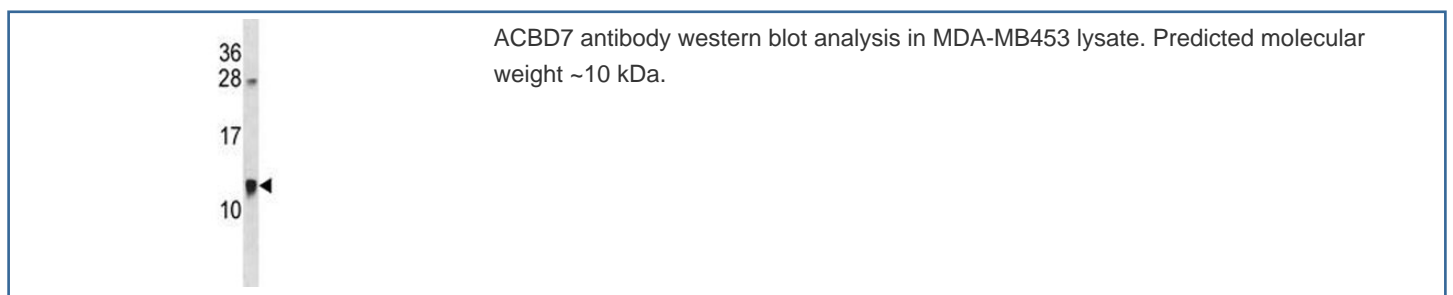 36
28
17
10
ACBD7 antibody western blot analysis in MDA-MB453 lysate. Predicted molecular
weight ~10 kDa.